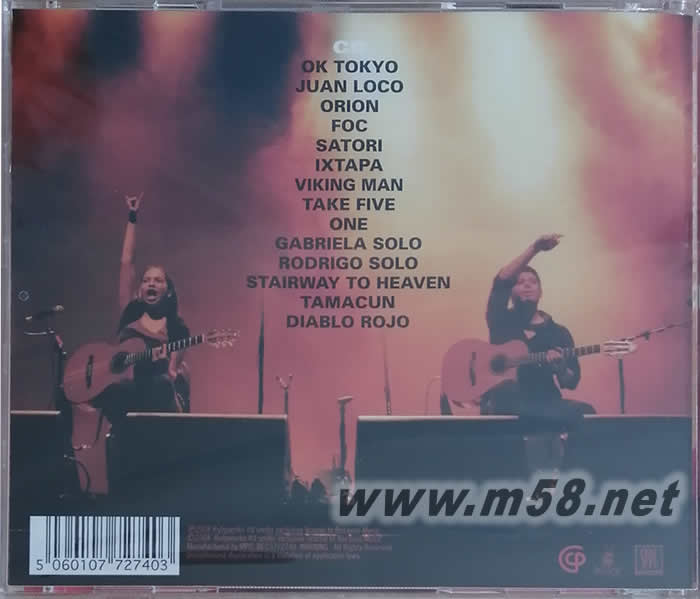 CD
OK TOKYO
JUAN LOCO
ORION
FOC
SATORI
IXTAPA
VIKING MAN
TAKE FIVE
ONE
GABRIELA SOLO
RODRIGO SOLO
STAIRWAY TO HEAVEN
TAMACUN
DIABLO ROJO
www.m58.net
5 060107 727403